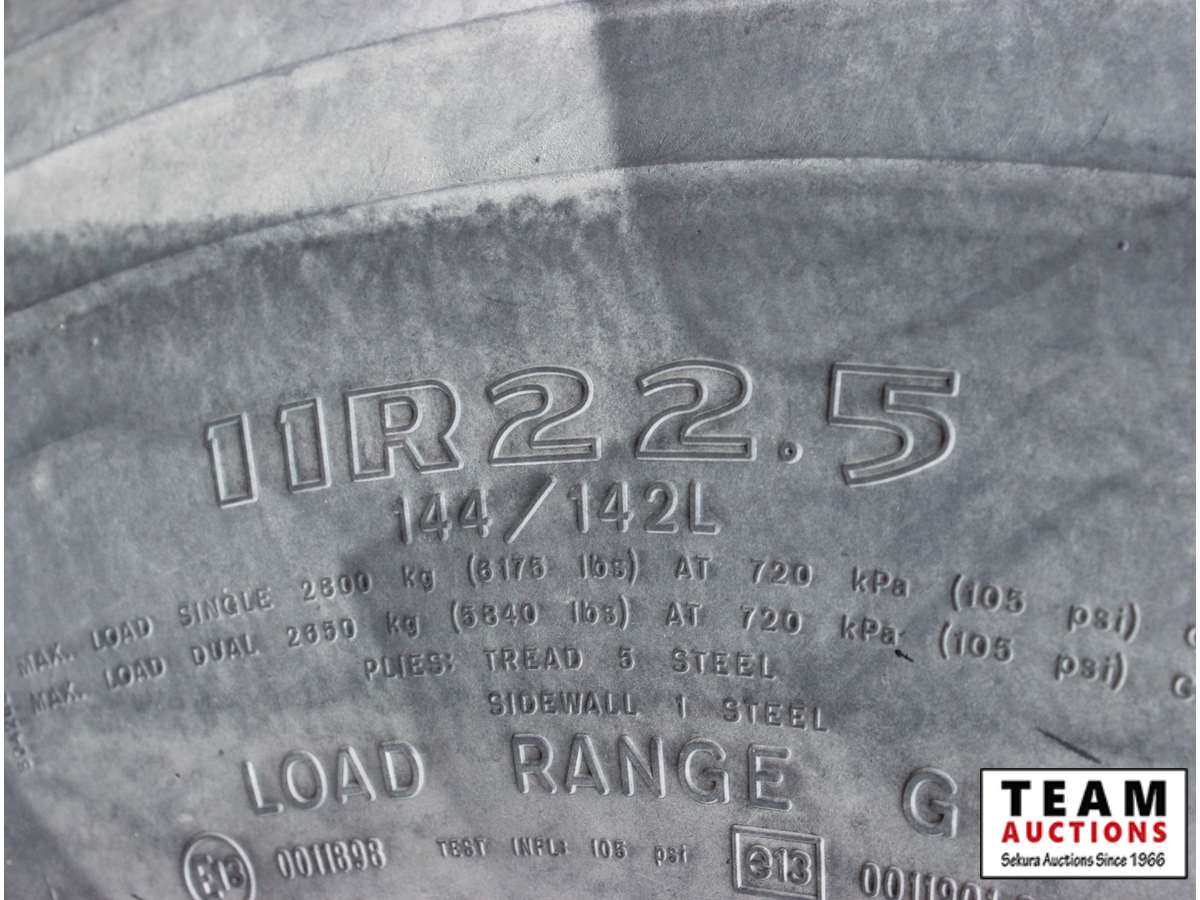 11R22.5
144/142L
MAX. LOAD SINGLE 2800 kg (6175 lbs) AT 720 kPa (105 psi)
MAX. LOAD DUAL 2650 kg (5840 lbs) AT 720 kPa (105 psi)
PLIES: TREAD 5 STEEL
SIDEWALL 1 STEEL
LOAD RANGE G
E13 0011898 TEST INFL: 105 psi e13
TEAM
AUCTIONS
Sekura Auctions Since 1966